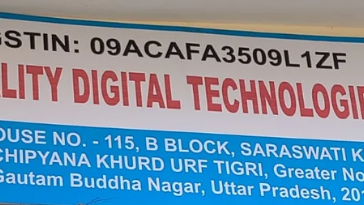 GSTIN: 09ACAFA3509L1ZF
LITY DIGITAL TECHNOLOGIE
OUSE NO. - 115, B BLOCK, SARASWATI K
CHIPYANA KHURD URF TIGRI, Greater No
Gautam Buddha Nagar, Uttar Pradesh, 20